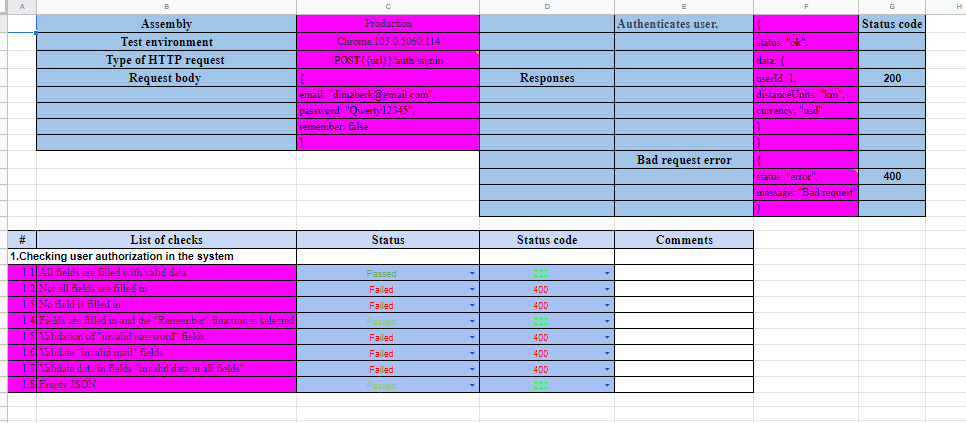 A B C D E F G H
Assembly Production Authenticates user. { Status code
Test environment Chrome.103.0.5060.114 status: "ok",
Type of HTTP request POST{{url}}/auth/signin data: {
Request body { Responses userId: 1, 200
email: "dimaberk@gmail.com", distanceUnits: "km",
password: "Qwerty12345", currency: "usd"
remember: false }
} }
Bad request error {
status: "error", 400
message: "Bad request"
}
# List of checks Status Status code Comments
1.Checking user authorization in the system
1.1 All fields are filled with valid data Passed 200
1.2 Not all fields are filled in Failed 400
1.3 No field is filled in Failed 400
1.4 Fields are filled in and the "Remember" function is selected Passed 200
1.5 Validation of "invalid password" fields Failed 400
1.6 Validate "invalid mail" fields Failed 400
1.7 Validate data in fields "invalid data in all fields" Failed 400
1.8 Empty JSON Passed 200